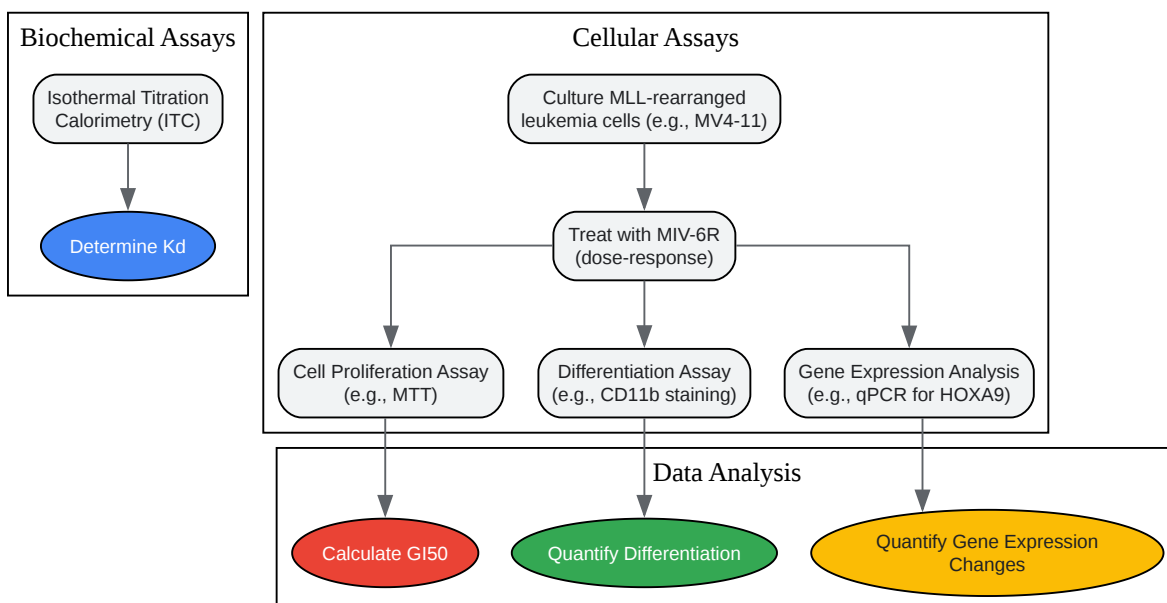 Biochemical Assays
Isothermal Titration
Calorimetry (ITC)
Determine Kd
Cellular Assays
Culture MLL-rearranged
leukemia cells (e.g., MV4-11)
Treat with MIV-6R
(dose-response)
Cell Proliferation Assay
(e.g., MTT)
Differentiation Assay
(e.g., CD11b staining)
Gene Expression Analysis
(e.g., qPCR for HOXA9)
Data Analysis
Calculate GI50
Quantify Differentiation
Quantify Gene Expression
Changes